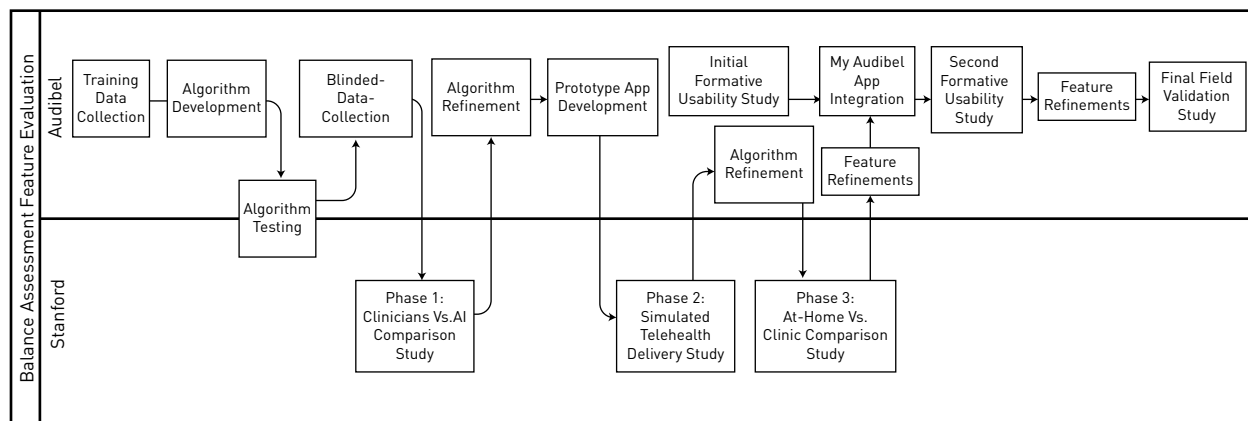 Balance Assessment Feature Evaluation
Audibel
Training
Data
Collection
Algorithm
Development
Algorithm
Testing
Blinded-
Data-
Collection
Algorithm
Refinement
Prototype App
Development
Initial
Formative
Usability Study
My Audibel
App
Integration
Second
Formative
Usability
Study
Feature
Refinements
Final Field
Validation
Study
Algorithm
Refinement
Feature
Refinements
Stanford
Phase 1:
Clinicians Vs.AI
Comparison
Study
Phase 2:
Simulated
Telehealth
Delivery Study
Phase 3:
At-Home Vs.
Clinic Comparison
Study